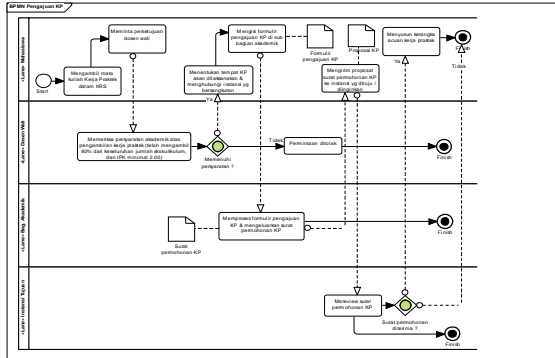 BPMN Pengajuan KP
«Lane» Mahasiswa
Start
Mengambil mata
kuliah Kerja Praktek
dalam KRS
Meminta persetujuan
dosen wali
Menentukan tempat KP
akan dilaksanakan &
menghubungi instansi yg
bersangkutan
Mengisi formulir
pengajuan KP di sub
bagian akademik
Formulir
pengajuan KP
Proposal KP
Mengirim proposal
surat permohonan KP
ke instansi yg dituju /
diinginkan
Menyusun kerangka
acuan kerja praktek
Finish
Tidak
Ya
Ya
«Lane» Dosen Wali
Memeriksa persyaratan akademik atas
pengambilan kerja praktek (telah mengambil
80% dari keseluruhan jumlah sks kurikulum,
dan IPK minimal 2.00)
Memenuhi
persyaratan ?
Tidak
Permintaan ditolak
Finish
«Lane» Bag. Akademik
Surat
permohonan KP
Memproses formulir pengajuan
KP & mengeluarkan surat
permohonan KP
Finish
«Lane» Instansi Tujuan
Mereview surat
permohonan KP
Surat permohonan
diterima ?
Finish